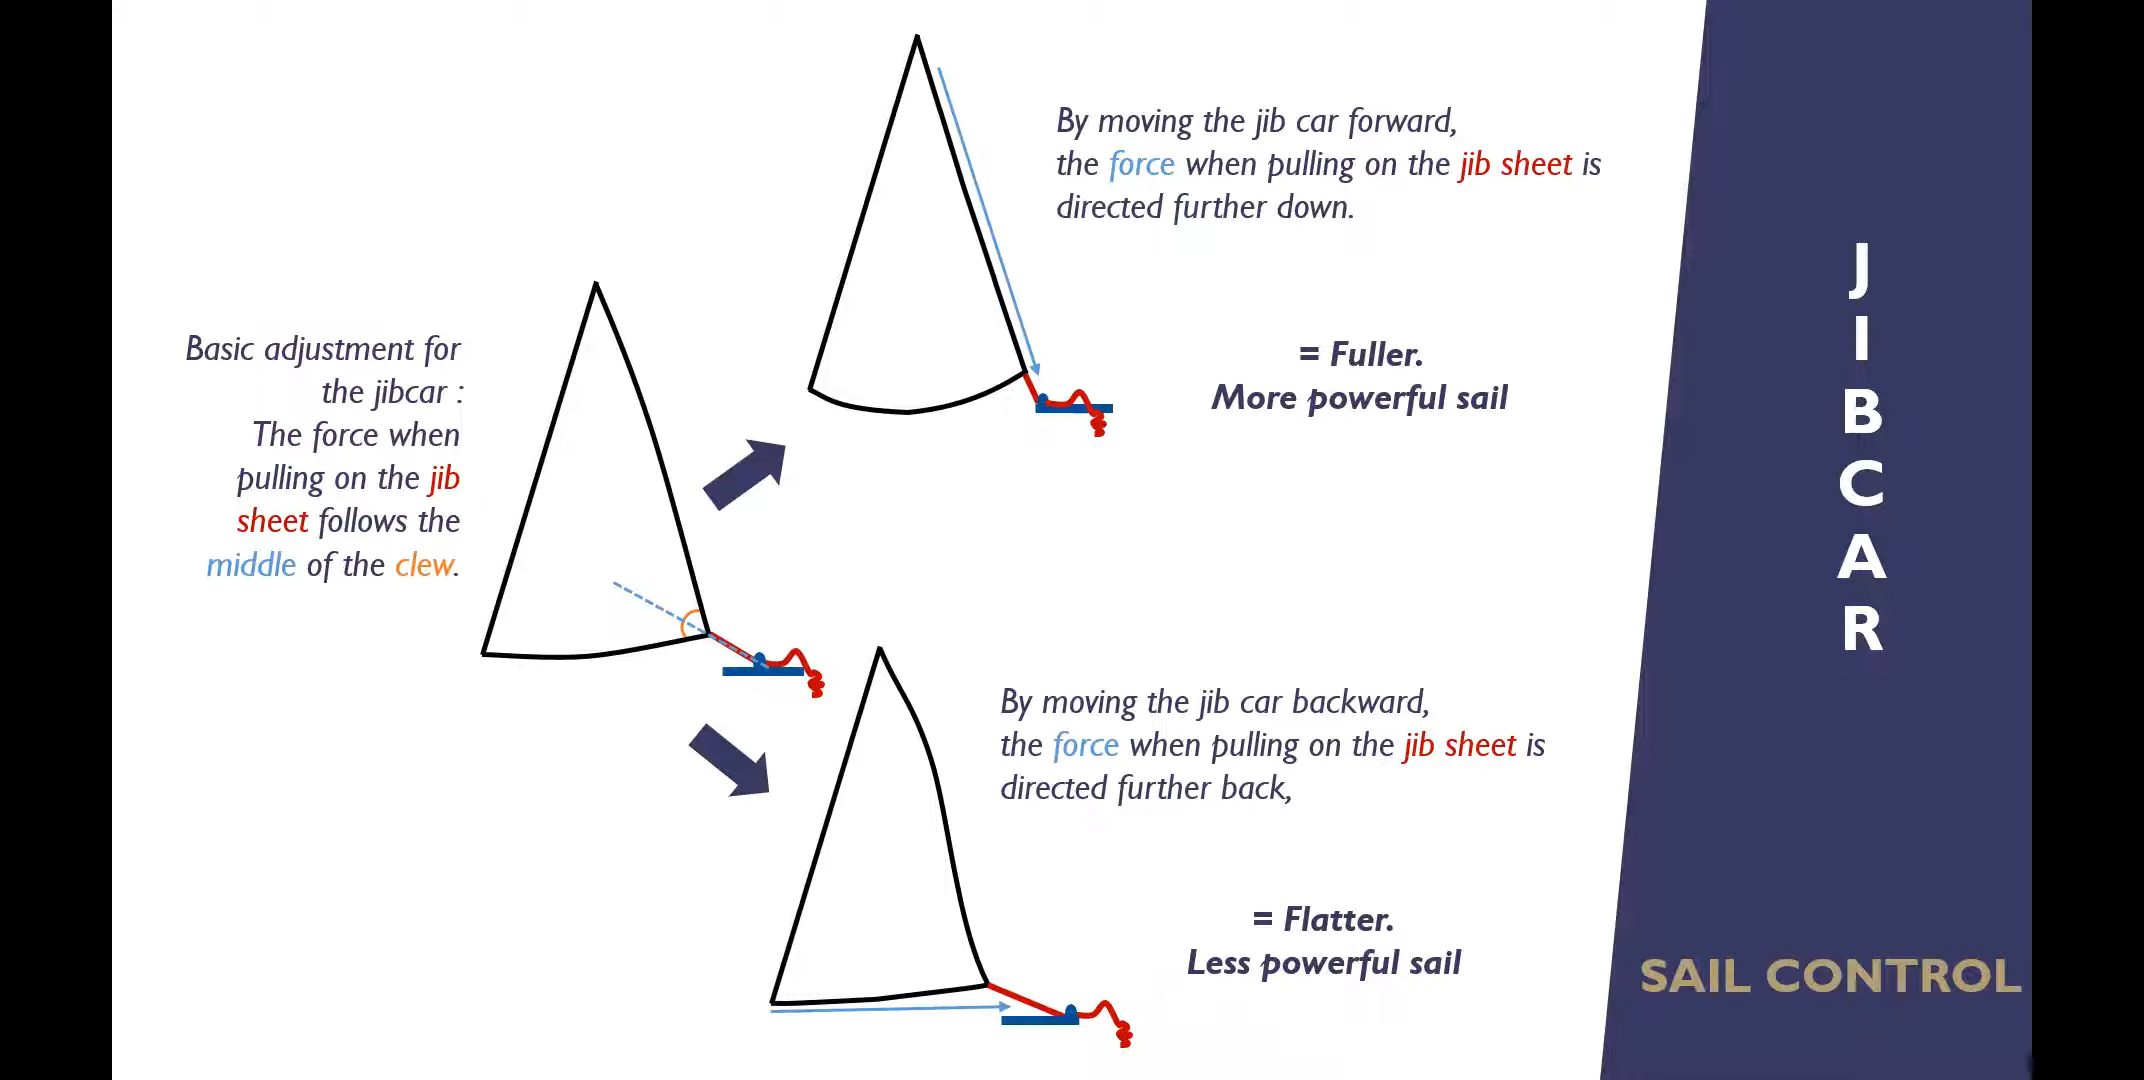 By moving the jib car forward,
the force when pulling on the jib sheet is
directed further down.
= Fuller.
More powerful sail
Basic adjustment for
the jibcar :
The force when
pulling on the jib
sheet follows the
middle of the clew.
By moving the jib car backward,
the force when pulling on the jib sheet is
directed further back,
= Flatter.
Less powerful sail
J
I
B
C
A
R
SAIL CONTROL